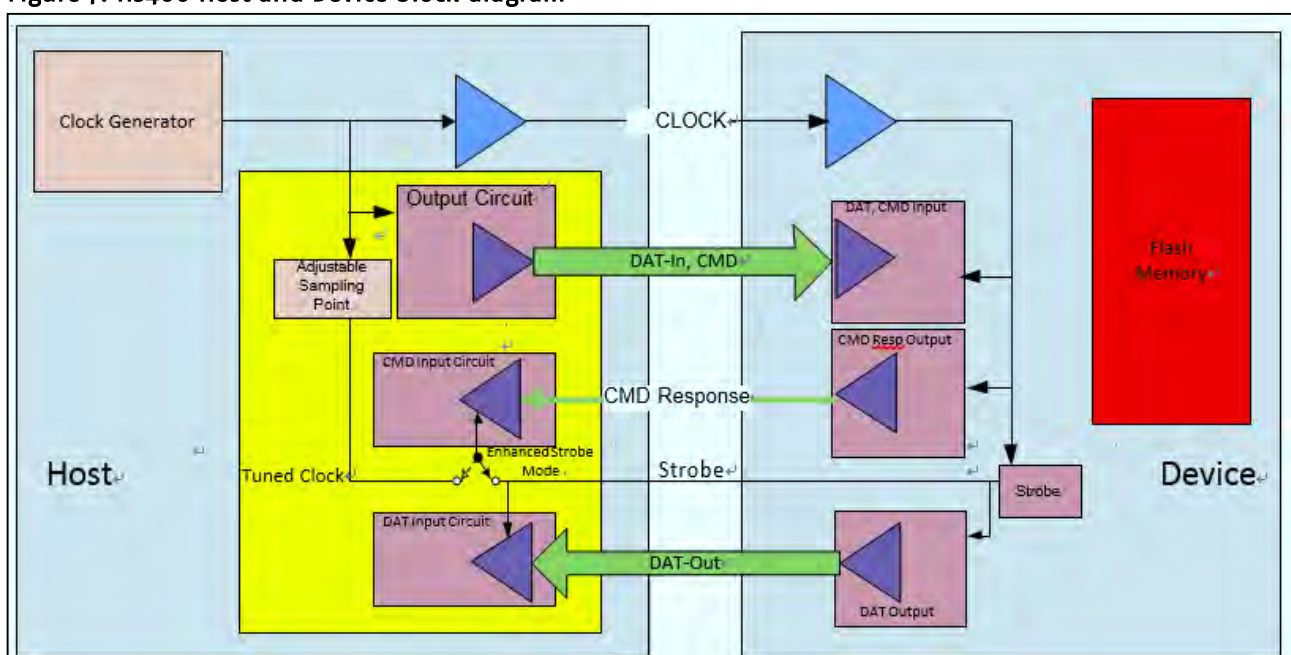 Clock Generator
CLOCK
Output Circuit
DAT, CMD Input
Flash
Memory
DAT-In, CMD
Adjustable
Sampling
Point
CMD Input Circuit
CMD Resp Output
CMD Response
Enhanced Strobe
Mode
Host
Tuned Clock
Strobe
Strobe
Device
DAT Input Circuit
DAT-Out
DAT Output